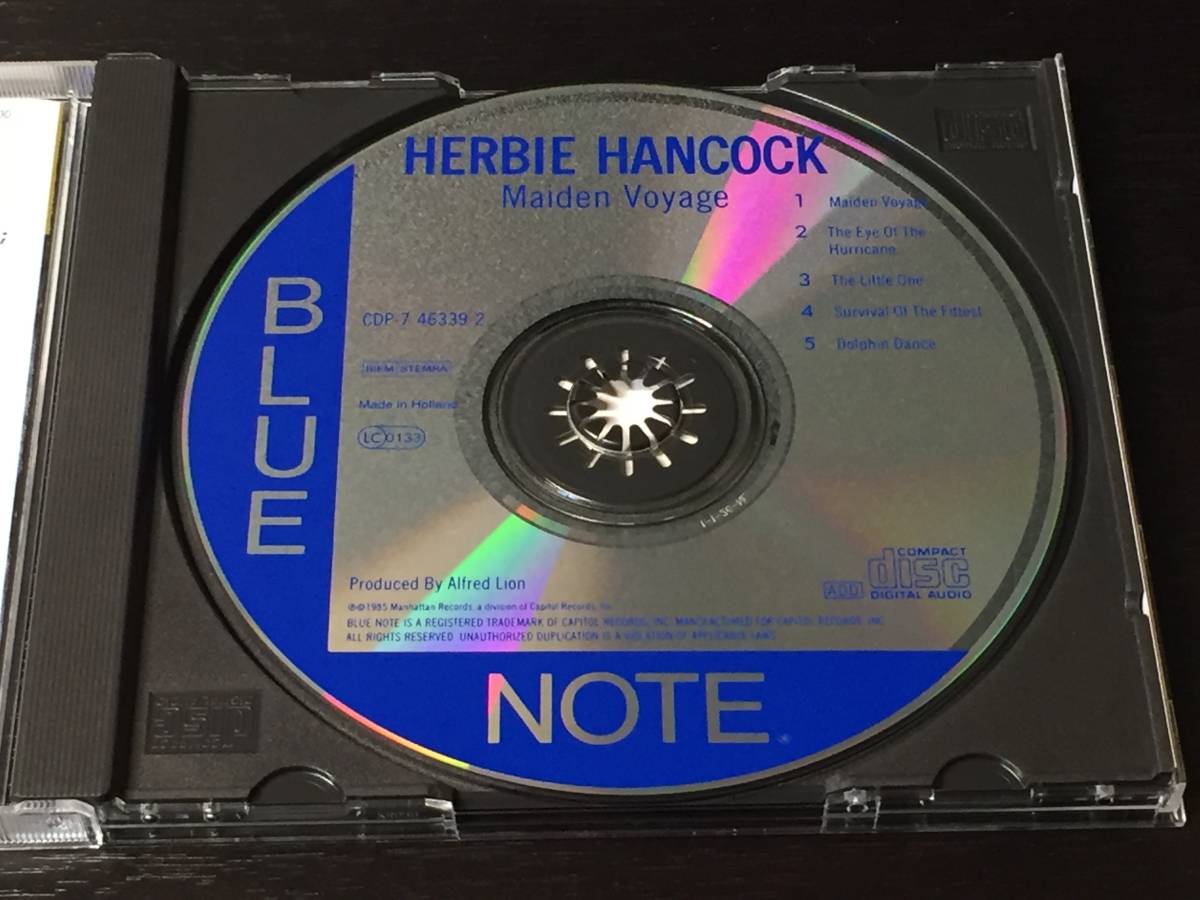 HERBIE HANCOCK
Maiden Voyage
1 Maiden Voyage
2 The Eye Of The
Hurricane
3 The Little One
4 Survival Of The Fittest
5 Dolphin Dance
BLUE
CDP-7 46339 2
BIEM STEMRA
Made in Holland
LC 0133
Produced By Alfred Lion
℗©1985 Manhattan Records, a division of Capitol Records, Inc.
BLUE NOTE IS A REGISTERED TRADEMARK OF CAPITOL RECORDS, INC. MANUFACTURED FOR CAPITOL RECORDS, INC.
ALL RIGHTS RESERVED. UNAUTHORIZED DUPLICATION IS A VIOLATION OF APPLICABLE LAWS.
ADD
COMPACT
disc
DIGITAL AUDIO
NOTE